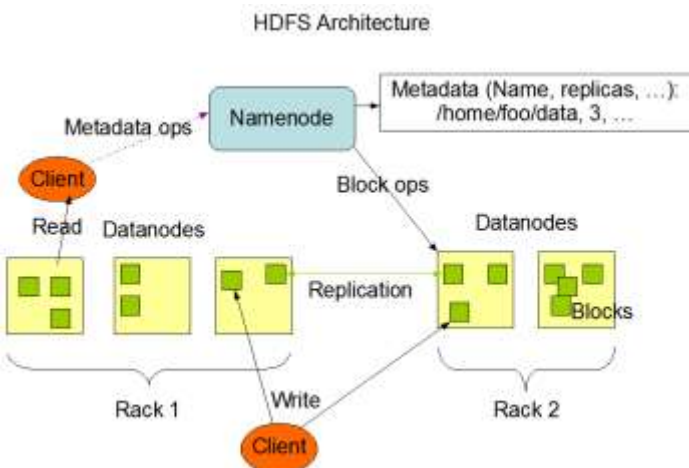 HDFS Architecture
Metadata (Name, replicas, ...):
/home/foo/data, 3, ...
Namenode
Metadata ops
Client
Block ops
Read
Datanodes
Datanodes
Replication
Blocks
Rack 1
Write
Rack 2
Client